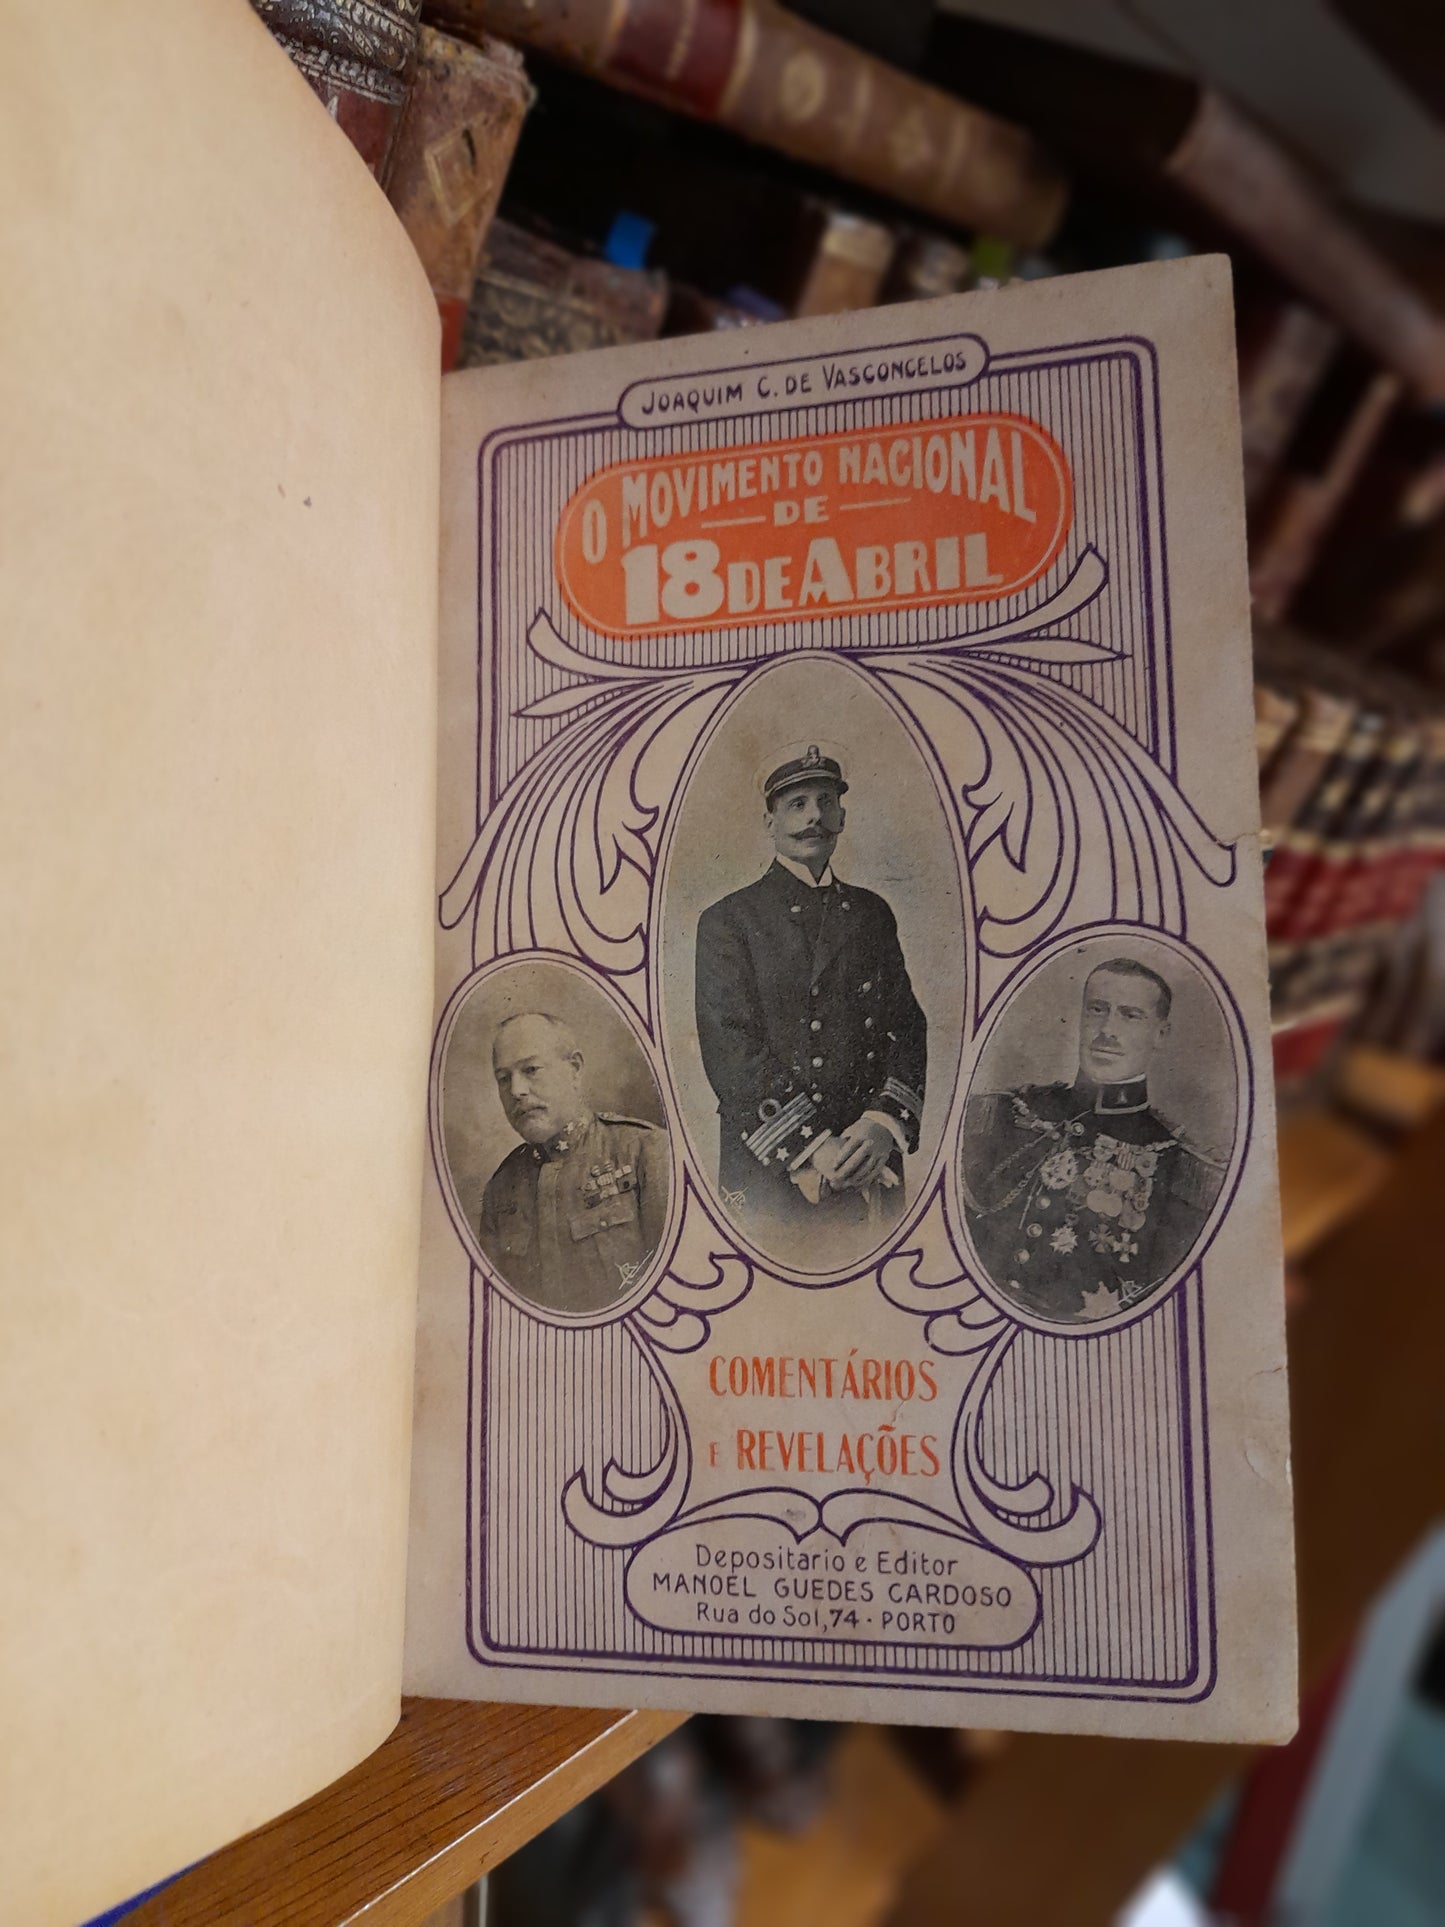 JOAQUIM C. DE VASCONCELOS
O MOVIMENTO NACIONAL
DE
18 DE ABRIL
COMENTÁRIOS
E REVELAÇÕES
Depositario e Editor
MANOEL GUEDES CARDOSO
Rua do Sol, 74 · PORTO